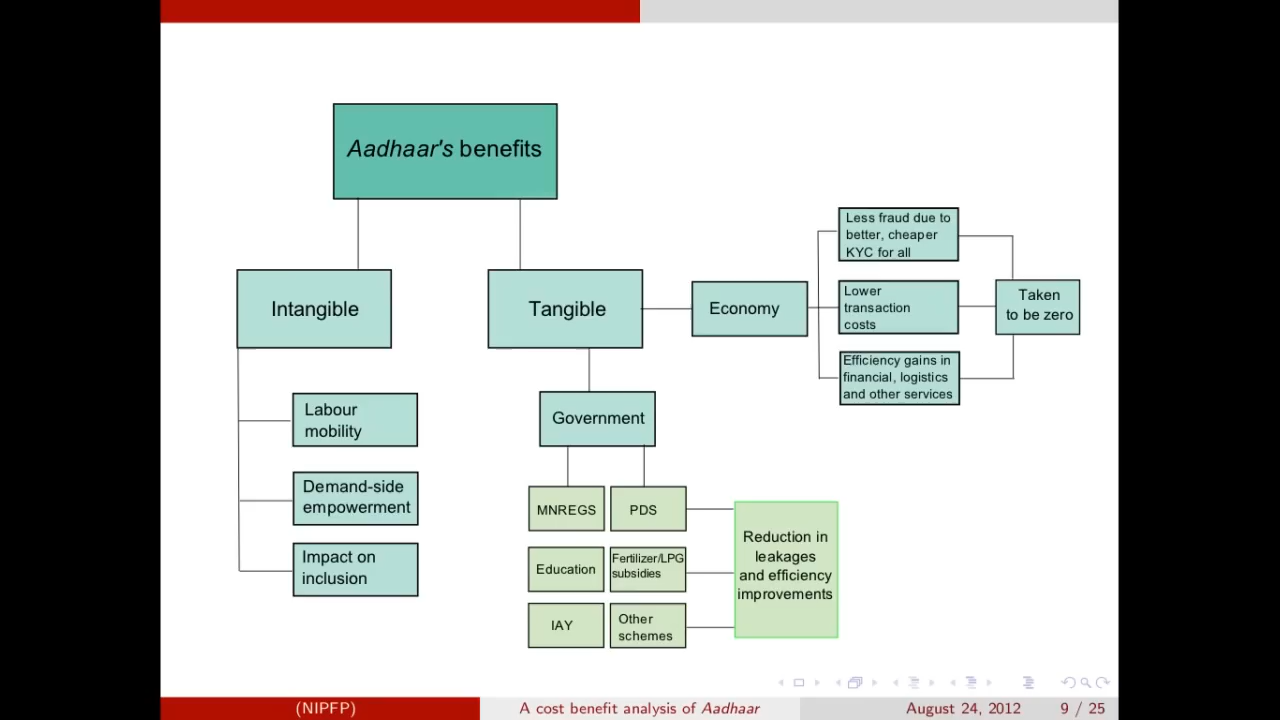 Aadhaar's benefits
Intangible
Labour
mobility
Demand-side
empowerment
Impact on
inclusion
Tangible
Government
MNREGS
PDS
Education
Fertilizer/LPG
subsidies
IAY
Other
schemes
Reduction in
leakages
and efficiency
improvements
Economy
Less fraud due to
better, cheaper
KYC for all
Lower
transaction
costs
Efficiency gains in
financial, logistics
and other services
Taken
to be zero
(NIPFP)
A cost benefit analysis of Aadhaar
August 24, 2012
9 / 25